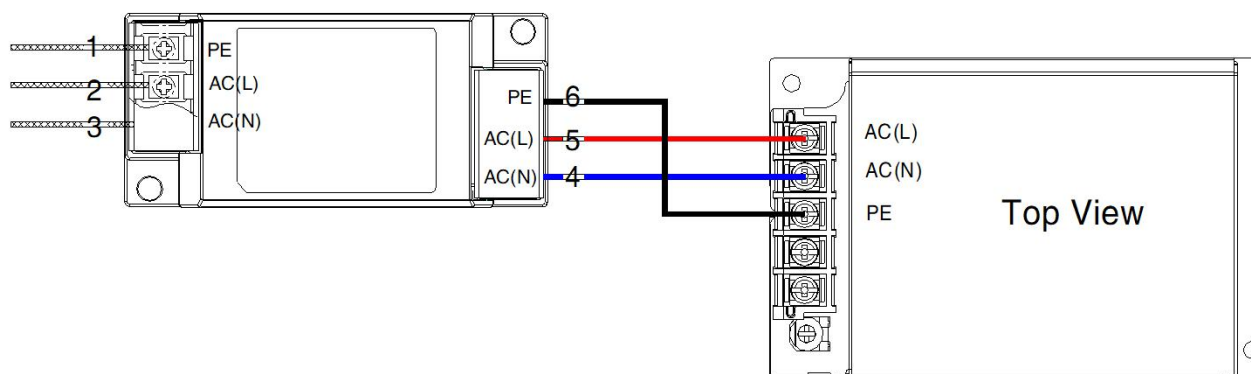 1 PE
2 AC(L)
3 AC(N)
PE 6
AC(L) 5
AC(N) 4
AC(L)
AC(N)
PE
Top View